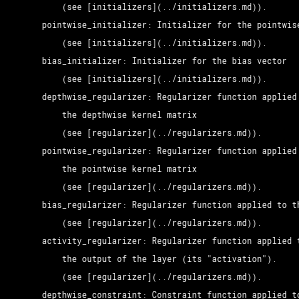 (see [initializers](../initializers.md)).
pointwise_initializer: Initializer for the pointwise
(see [initializers](../initializers.md)).
bias_initializer: Initializer for the bias vector
(see [initializers](../initializers.md)).
depthwise_regularizer: Regularizer function applied
the depthwise kernel matrix
(see [regularizer](../regularizers.md)).
pointwise_regularizer: Regularizer function applied
the pointwise kernel matrix
(see [regularizer](../regularizers.md)).
bias_regularizer: Regularizer function applied to th
(see [regularizer](../regularizers.md)).
activity_regularizer: Regularizer function applied t
the output of the layer (its "activation").
(see [regularizer](../regularizers.md)).
depthwise_constraint: Constraint function applied to